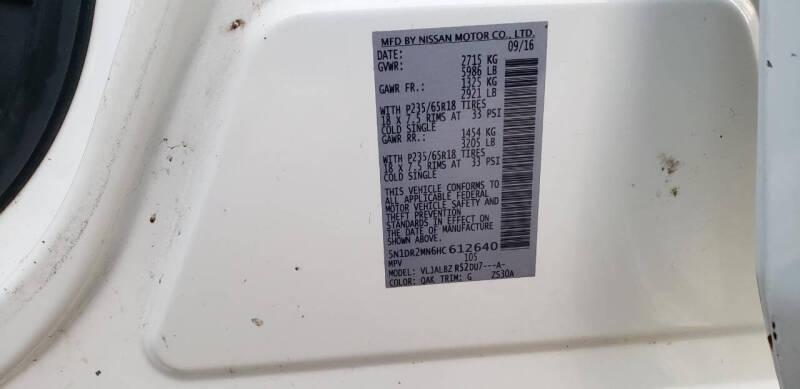 MFD BY NISSAN MOTOR CO., LTD.
DATE: 09/16
GVWR: 2715 KG
5986 LB
GAWR FR.: 1325 KG
2921 LB
WITH P235/65R18 TIRES
18 X 7.5 RIMS AT 33 PSI
COLD SINGLE
GAWR RR.: 1454 KG
3205 LB
WITH P235/65R18 TIRES
18 X 7.5 RIMS AT 33 PSI
COLD SINGLE
THIS VEHICLE CONFORMS TO
ALL APPLICABLE FEDERAL
MOTOR VEHICLE SAFETY AND
THEFT PREVENTION
STANDARDS IN EFFECT ON
THE DATE OF MANUFACTURE
SHOWN ABOVE.
5N1DR2MN6HC612640
MPV 105
MODEL: VLJALBZ RS2DU7---A-
COLOR: QAK TRIM: G ZS30A